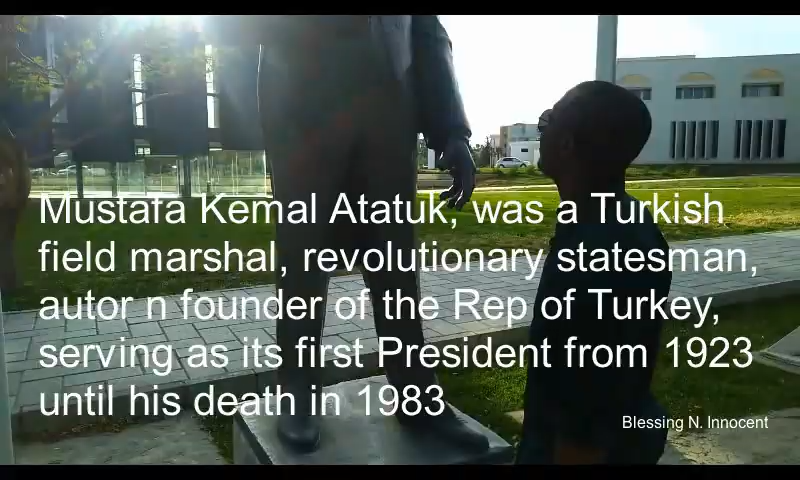 Mustafa Kemal Atatuk, was a Turkish
field marshal, revolutionary statesman,
autor n founder of the Rep of Turkey,
serving as its first President from 1923
until his death in 1983
Blessing N. Innocent